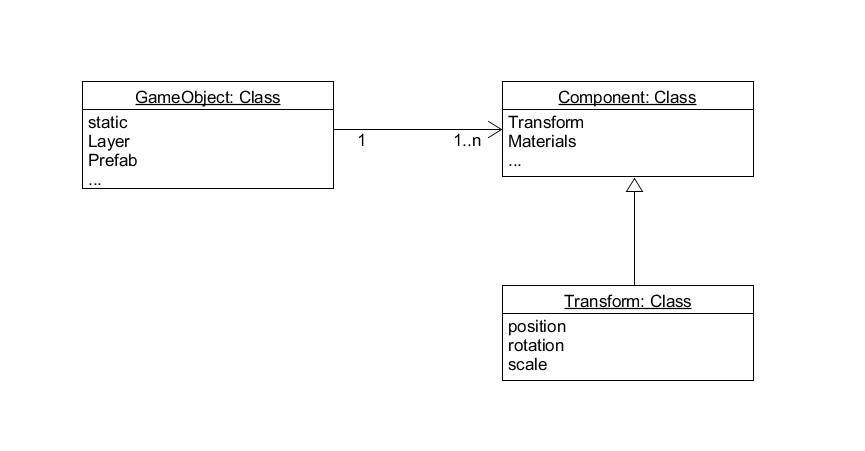 GameObject: Class
static
Layer
Prefab
...
1
1..n
Component: Class
Transform
Materials
...
Transform: Class
position
rotation
scale